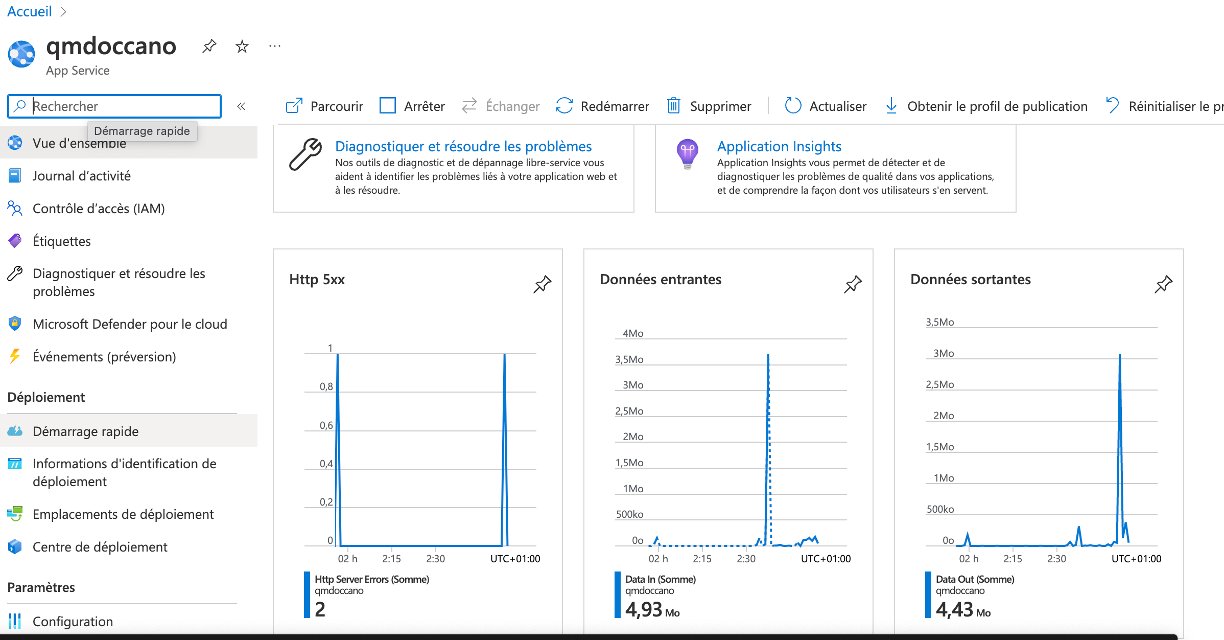 Accueil
qmdoccano
App Service
Rechercher
Démarrage rapide
Vue d'ensemble
Journal d’activité
Contrôle d’accès (IAM)
Étiquettes
Diagnostiquer et résoudre les
problèmes
Microsoft Defender pour le cloud
Événements (préversion)
Déploiement
Démarrage rapide
Informations d'identification de
déploiement
Emplacements de déploiement
Centre de déploiement
Paramètres
Configuration
Parcourir Arrêter Échanger Redémarrer Supprimer Actualiser Obtenir le profil de publication Réinitialiser le pr
Diagnostiquer et résoudre les problèmes
Nos outils de diagnostic et de dépannage libre-service vous
aident à identifier les problèmes liés à votre application web et
à les résoudre.
Application Insights
Application Insights vous permet de détecter et de
diagnostiquer les problèmes de qualité dans vos applications,
et de comprendre la façon dont vos utilisateurs s'en servent.
Http 5xx
1
0,8
0,6
0,4
0,2
0
02 h 2:15 2:30 UTC+01:00
Http Server Errors (Somme)
qmdoccano
2
Données entrantes
4Mo
3,5Mo
3Mo
2,5Mo
2Mo
1,5Mo
1Mo
500ko
0o
02 h 2:15 2:30 UTC+01:00
Data In (Somme)
qmdoccano
4,93 Mo
Données sortantes
3,5Mo
3Mo
2,5Mo
2Mo
1,5Mo
1Mo
500ko
0o
02 h 2:15 2:30 UTC+01:00
Data Out (Somme)
qmdoccano
4,43 Mo